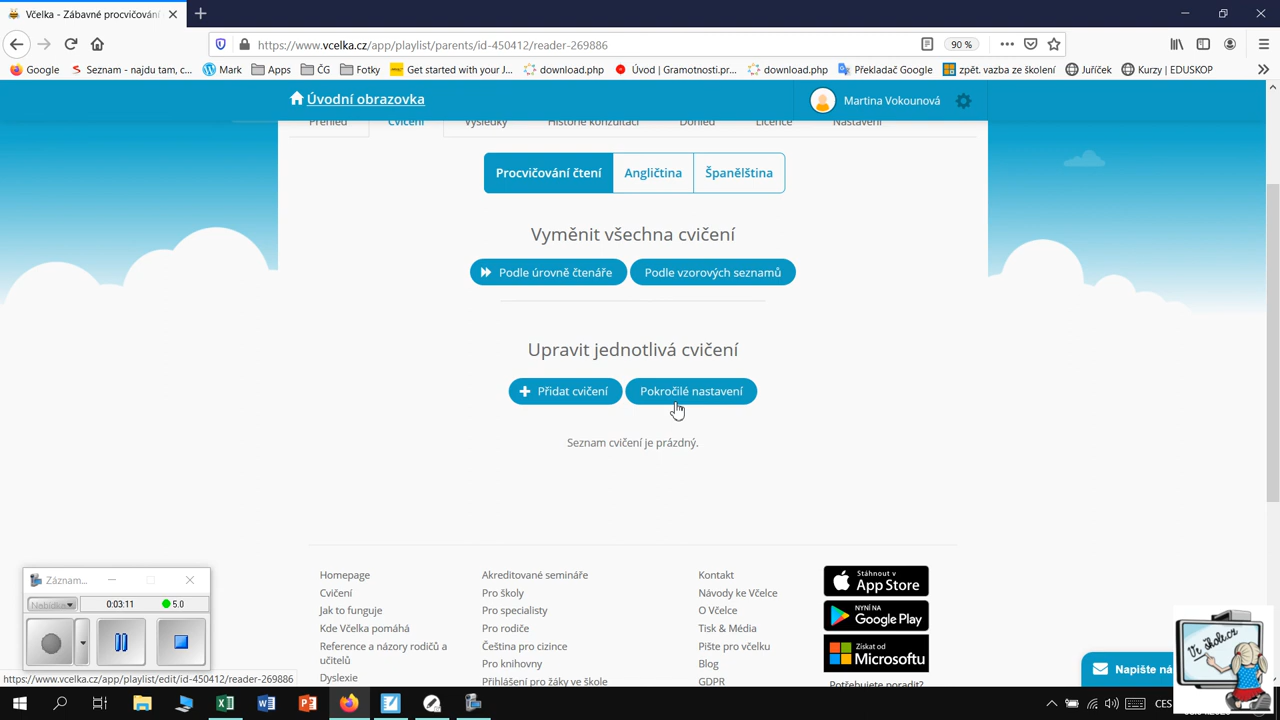 Včelka - Zábavné procvičování
https://www.vcelka.cz/app/playlist/parents/id-450412/reader-269886
90 %
Google
Seznam - najdu tam, c...
Mark
Apps
ČG
Fotky
Get started with your J...
download.php
Úvod | Gramotnosti.pr...
download.php
Překladač Google
zpět. vazba ze školení
Juříček
Kurzy | EDUSKOP
Úvodní obrazovka
Martina Vokounová
Přehled
Cvičení
Výsledky
Historie konzultací
Dohled
Licence
Nastavení
Procvičování čtení
Angličtina
Španělština
Vyměnit všechna cvičení
Podle úrovně čtenáře
Podle vzorových seznamů
Upravit jednotlivá cvičení
Přidat cvičení
Pokročilé nastavení
Seznam cvičení je prázdný.
Homepage
Cvičení
Jak to funguje
Kde Včelka pomáhá
Reference a názory rodičů a
učitelů
Dyslexie
Akreditované semináře
Pro školy
Pro specialisty
Pro rodiče
Čeština pro cizince
Pro knihovny
Přihlášení pro žáky ve škole
Kontakt
Návody ke Včelce
O Včelce
Tisk & Média
Pište pro včelku
Blog
GDPR
Stáhnout v
App Store
NYNÍ NA
Google Play
Získat od
Microsoftu
Potřebujete poradit?
Napište ná
Záznam...
Nabídka
0:03:11
5.0
https://www.vcelka.cz/app/playlist/edit/id-450412/reader-269886
Ve škole.cz
CES